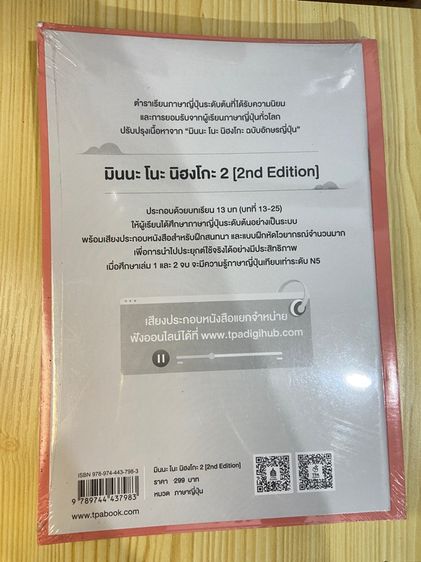 ตำราเรียนภาษาญี่ปุ่นระดับต้นที่ได้รับความนิยม
และการยอมรับจากผู้เรียนภาษาญี่ปุ่นทั่วโลก
ปรับปรุงเนื้อหาจาก “มินนะ โนะ นิฮงโกะ ฉบับอักษรญี่ปุ่น”
มินนะ โนะ นิฮงโกะ 2 [2nd Edition]
ประกอบด้วยบทเรียน 13 บท (บทที่ 13-25)
ให้ผู้เรียนได้ศึกษาภาษาญี่ปุ่นระดับต้นอย่างเป็นระบบ
พร้อมเสียงประกอบหนังสือสำหรับฝึกสนทนา และแบบฝึกหัดไวยากรณ์จำนวนมาก
เพื่อการนำไปประยุกต์ใช้จริงได้อย่างมีประสิทธิภาพ
เมื่อศึกษาเล่ม 1 และ 2 จบ จะมีความรู้ภาษาญี่ปุ่นเทียบเท่าระดับ N5
เสียงประกอบหนังสือแยกจำหน่าย
ฟังออนไลน์ได้ที่ www.tpadigihub.com
ISBN 978-974-443-798-3
9 789744 437983
www.tpabook.com
มินนะ โนะ นิฮงโกะ 2 [2nd Edition]
ราคา 299 บาท
หมวด ภาษาญี่ปุ่น